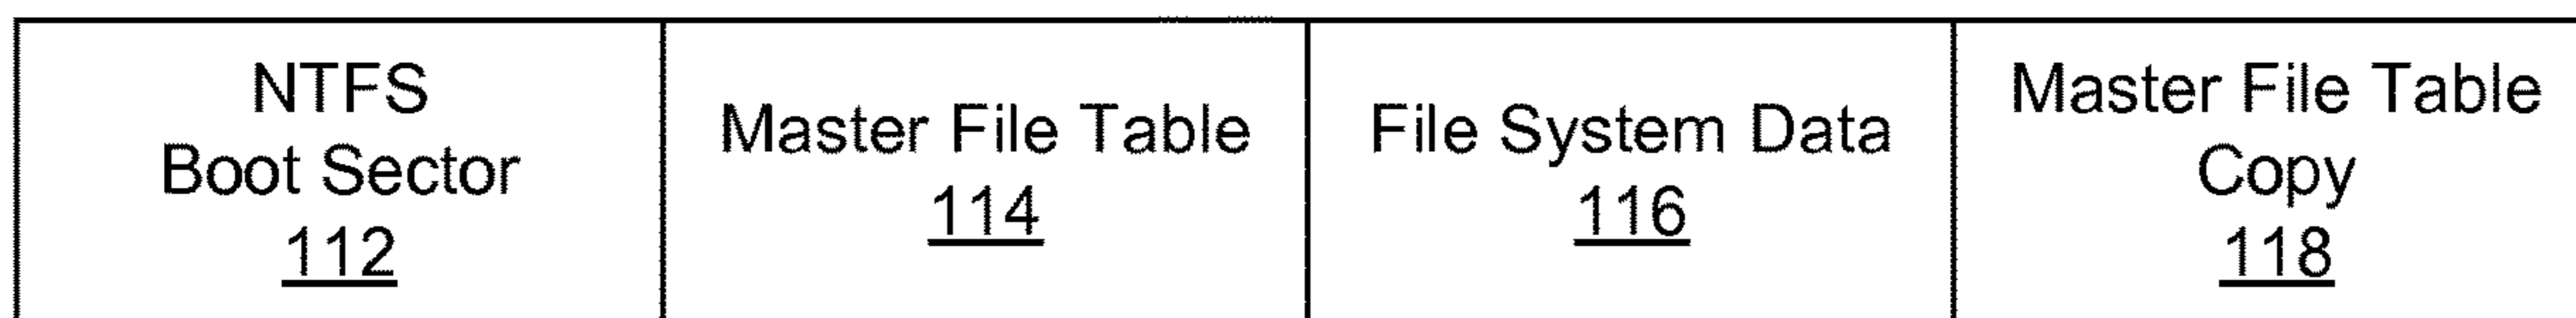 NTFS
Boot Sector
112
Master File Table
114
File System Data
116
Master File Table
Copy
118